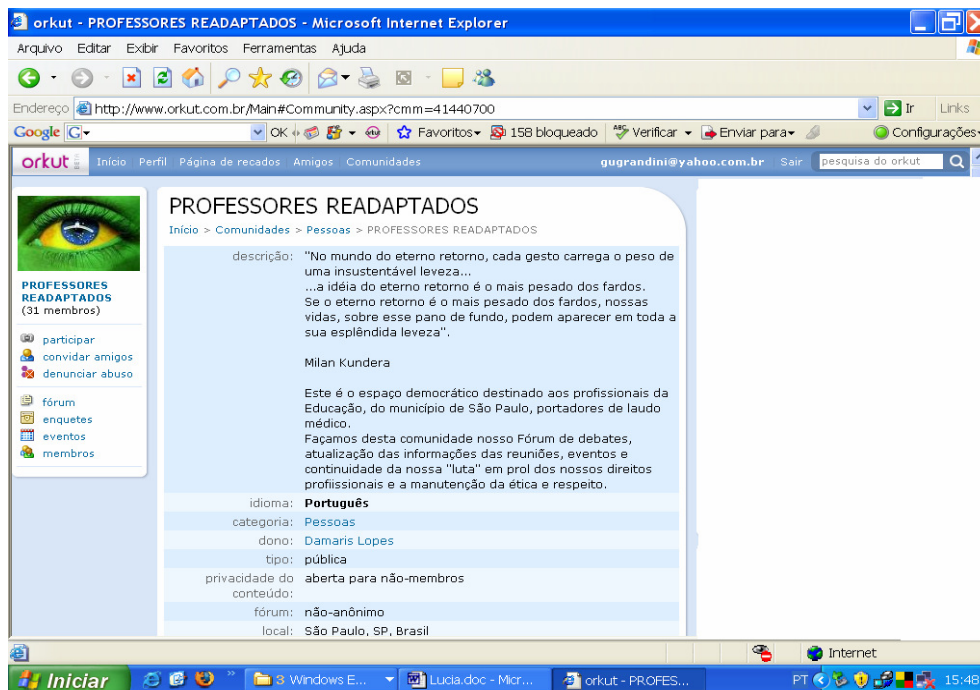 orkut - PROFESSORES READAPTADOS - Microsoft Internet Explorer
Arquivo Editar Exibir Favoritos Ferramentas Ajuda
Endereço http://www.orkut.com.br/Main#Community.aspx?cmm=41440700 Ir Links
Google G OK Favoritos 158 bloqueado Verificar Enviar para Configurações
orkut Início Perfil Página de recados Amigos Comunidades gugrandini@yahoo.com.br Sair pesquisa do orkut
PROFESSORES READAPTADOS
(31 membros)
participar
convidar amigos
denunciar abuso
fórum
enquetes
eventos
membros
PROFESSORES READAPTADOS
Início > Comunidades > Pessoas > PROFESSORES READAPTADOS
descrição: "No mundo do eterno retorno, cada gesto carrega o peso de
uma insustentável leveza...
...a idéia do eterno retorno é o mais pesado dos fardos.
Se o eterno retorno é o mais pesado dos fardos, nossas
vidas, sobre esse pano de fundo, podem aparecer em toda a
sua esplêndida leveza".
Milan Kundera
Este é o espaço democrático destinado aos profissionais da
Educação, do município de São Paulo, portadores de laudo
médico.
Façamos desta comunidade nosso Fórum de debates,
atualização das informações das reuniões, eventos e
continuidade da nossa "luta" em prol dos nossos direitos
profiissionais e a manutenção da ética e respeito.
idioma: Português
categoria: Pessoas
dono: Damaris Lopes
tipo: pública
privacidade do conteúdo: aberta para não-membros
fórum: não-anônimo
local: São Paulo, SP, Brasil
Internet
Iniciar 3 Windows E... Lucia.doc - Micr... orkut - PROFES... PT 15:48